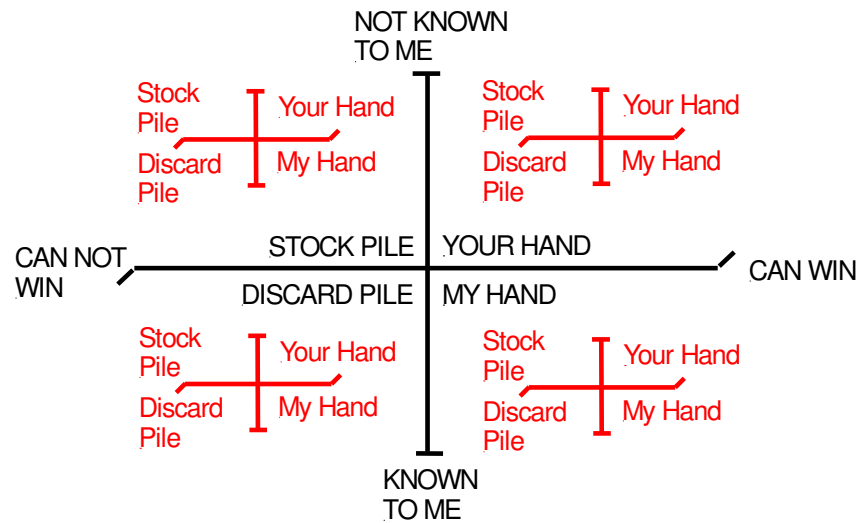 NOT KNOWN
TO ME
Stock
Pile
Your Hand
Discard
Pile
My Hand
Stock
Pile
Your Hand
Discard
Pile
My Hand
CAN NOT
WIN
STOCK PILE
YOUR HAND
DISCARD PILE
MY HAND
CAN WIN
Stock
Pile
Your Hand
Discard
Pile
My Hand
Stock
Pile
Your Hand
Discard
Pile
My Hand
KNOWN
TO ME